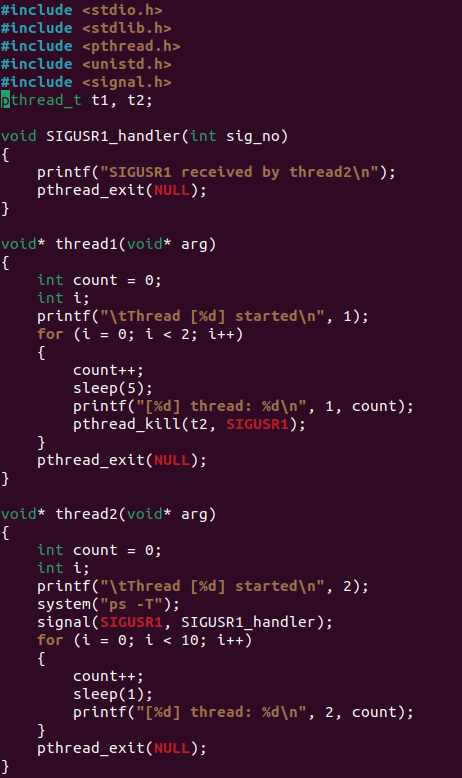 #include <stdio.h>
#include <stdlib.h>
#include <pthread.h>
#include <unistd.h>
#include <signal.h>
pthread_t t1, t2;

void SIGUSR1_handler(int sig_no)
{
    printf("SIGUSR1 received by thread2\n");
    pthread_exit(NULL);
}

void* thread1(void* arg)
{
    int count = 0;
    int i;
    printf("\tThread [%d] started\n", 1);
    for (i = 0; i < 2; i++)
    {
        count++;
        sleep(5);
        printf("[%d] thread: %d\n", 1, count);
        pthread_kill(t2, SIGUSR1);
    }
    pthread_exit(NULL);
}

void* thread2(void* arg)
{
    int count = 0;
    int i;
    printf("\tThread [%d] started\n", 2);
    system("ps -T");
    signal(SIGUSR1, SIGUSR1_handler);
    for (i = 0; i < 10; i++)
    {
        count++;
        sleep(1);
        printf("[%d] thread: %d\n", 2, count);
    }
    pthread_exit(NULL);
}